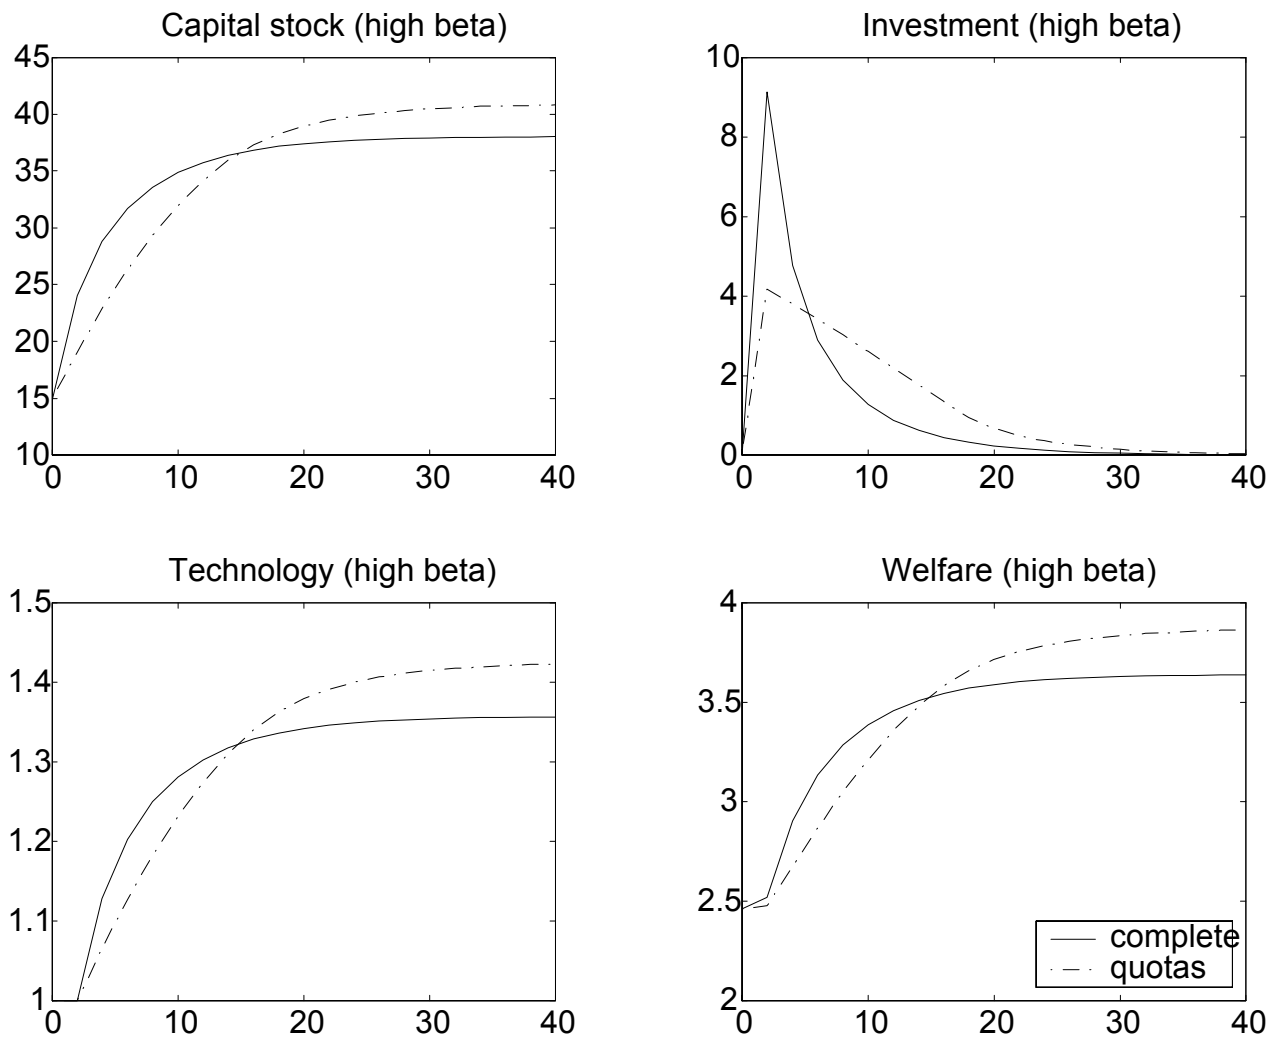 Capital stock (high beta)
45
40
35
30
25
20
15
10
0 10 20 30 40
Investment (high beta)
10
8
6
4
2
0
0 10 20 30 40
Technology (high beta)
1.5
1.4
1.3
1.2
1.1
1
0 10 20 30 40
Welfare (high beta)
4
3.5
3
2.5
2
0 10 20 30 40
complete
quotas